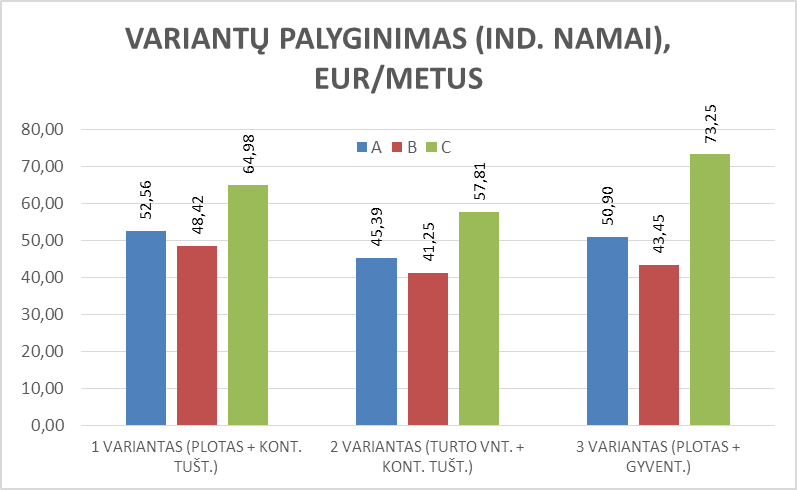 VARIANTŲ PALYGINIMAS (IND. NAMAI),
EUR/METUS
80,00
70,00
60,00
50,00
40,00
30,00
20,00
10,00
0,00
A B C
52,56
48,42
64,98
45,39
41,25
57,81
50,90
43,45
73,25
1 VARIANTAS (PLOTAS + KONT.
TUŠT.)
2 VARIANTAS (TURTO VNT. +
KONT. TUŠT.)
3 VARIANTAS (PLOTAS +
GYVENT.)